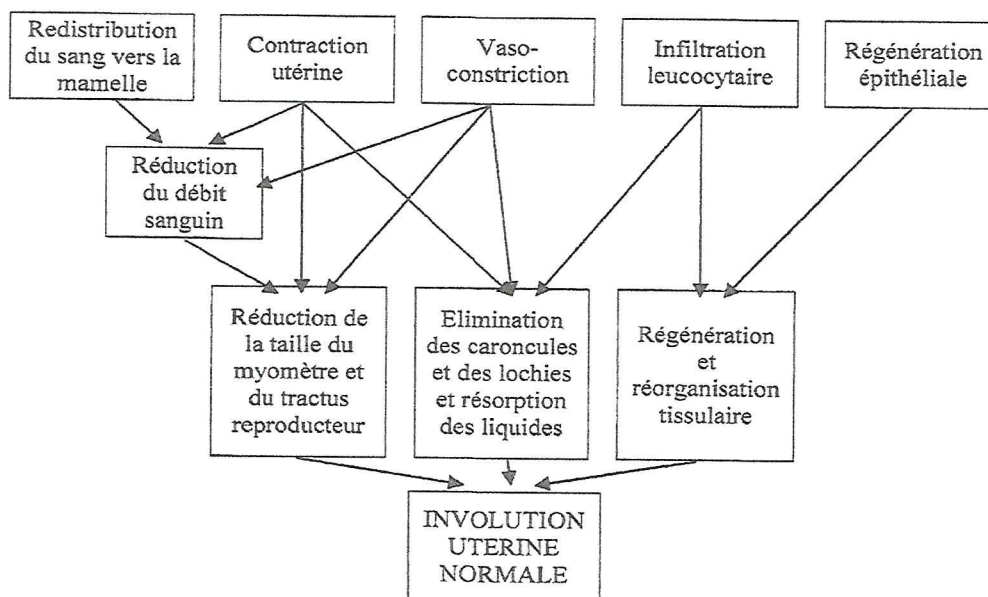 Redistribution
du sang vers la
mamelle
Contraction
utérine
Vaso-
constriction
Infiltration
leucocytaire
Régénération
épithéliale
Réduction
du débit
sanguin
Réduction de
la taille du
myomètre et
du tractus
reproducteur
Elimination
des caroncules
et des lochies
et résorption
des liquides
Régénération
et
réorganisation
tissulaire
INVOLUTION
UTERINE
NORMALE